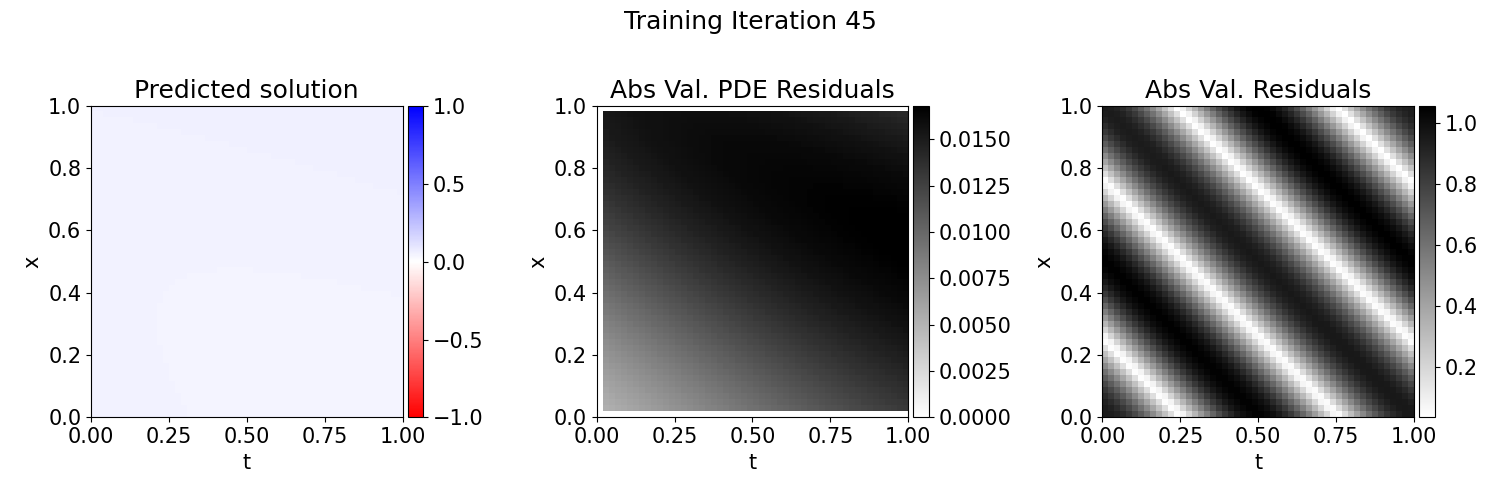 Training Iteration 45
Predicted solution
1.0
0.8
0.6
0.4
0.2
0.0
x
0.00 0.25 0.50 0.75 1.00
t
1.0
0.5
0.0
−0.5
−1.0
Abs Val. PDE Residuals
1.0
0.8
0.6
0.4
0.2
0.0
x
0.00 0.25 0.50 0.75 1.00
t
0.0150
0.0125
0.0100
0.0075
0.0050
0.0025
0.0000
Abs Val. Residuals
1.0
0.8
0.6
0.4
0.2
0.0
x
0.00 0.25 0.50 0.75 1.00
t
1.0
0.8
0.6
0.4
0.2